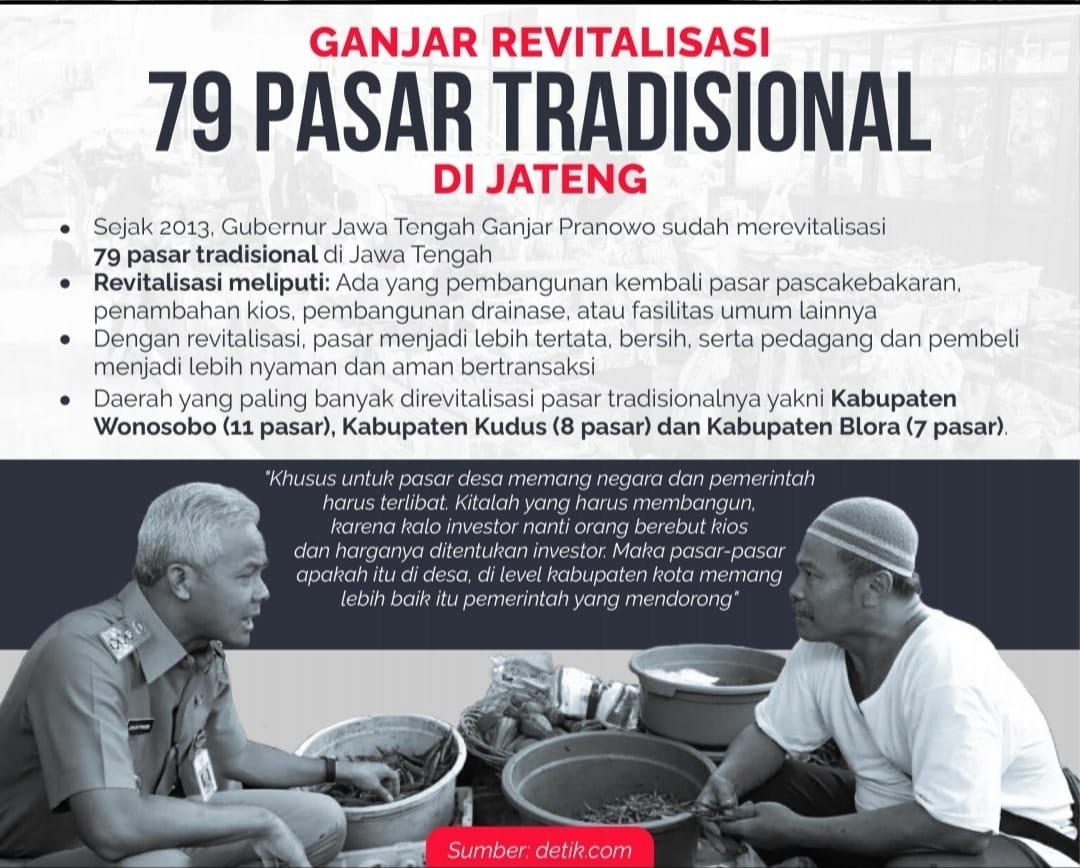 GANJAR REVITALISASI
79 PASAR TRADISIONAL
DI JATENG
• Sejak 2013, Gubernur Jawa Tengah Ganjar Pranowo sudah merevitalisasi
79 pasar tradisional di Jawa Tengah
• Revitalisasi meliputi: Ada yang pembangunan kembali pasar pascakebakaran,
penambahan kios, pembangunan drainase, atau fasilitas umum lainnya
• Dengan revitalisasi, pasar menjadi lebih tertata, bersih, serta pedagang dan pembeli
menjadi lebih nyaman dan aman bertransaksi
• Daerah yang paling banyak direvitalisasi pasar tradisionalnya yakni Kabupaten
Wonosobo (11 pasar), Kabupaten Kudus (8 pasar) dan Kabupaten Blora (7 pasar).
"Khusus untuk pasar desa memang negara dan pemerintah
harus terlibat. Kitalah yang harus membangun,
karena kalo investor nanti orang berebut kios
dan harganya ditentukan investor. Maka pasar-pasar
apakah itu di desa, di level kabupaten kota memang
lebih baik itu pemerintah yang mendorong"
Sumber: detik.com